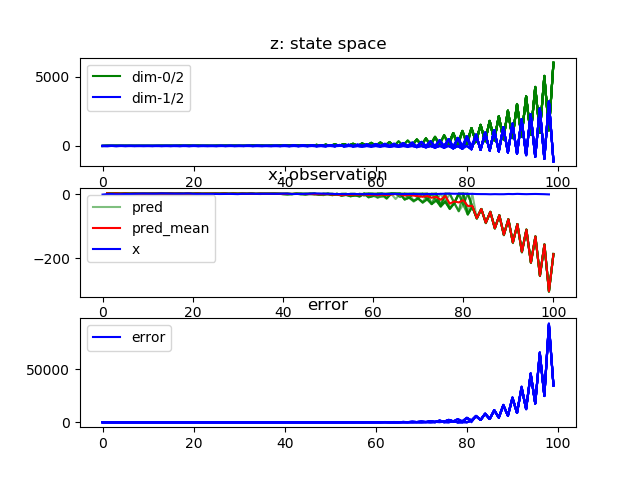 z: state space
5000
0
dim-0/2
dim-1/2
0 20 40 60 80 100
x: observation
0
−200
pred
pred_mean
x
0 20 40 60 80 100
error
50000
0
error
0 20 40 60 80 100